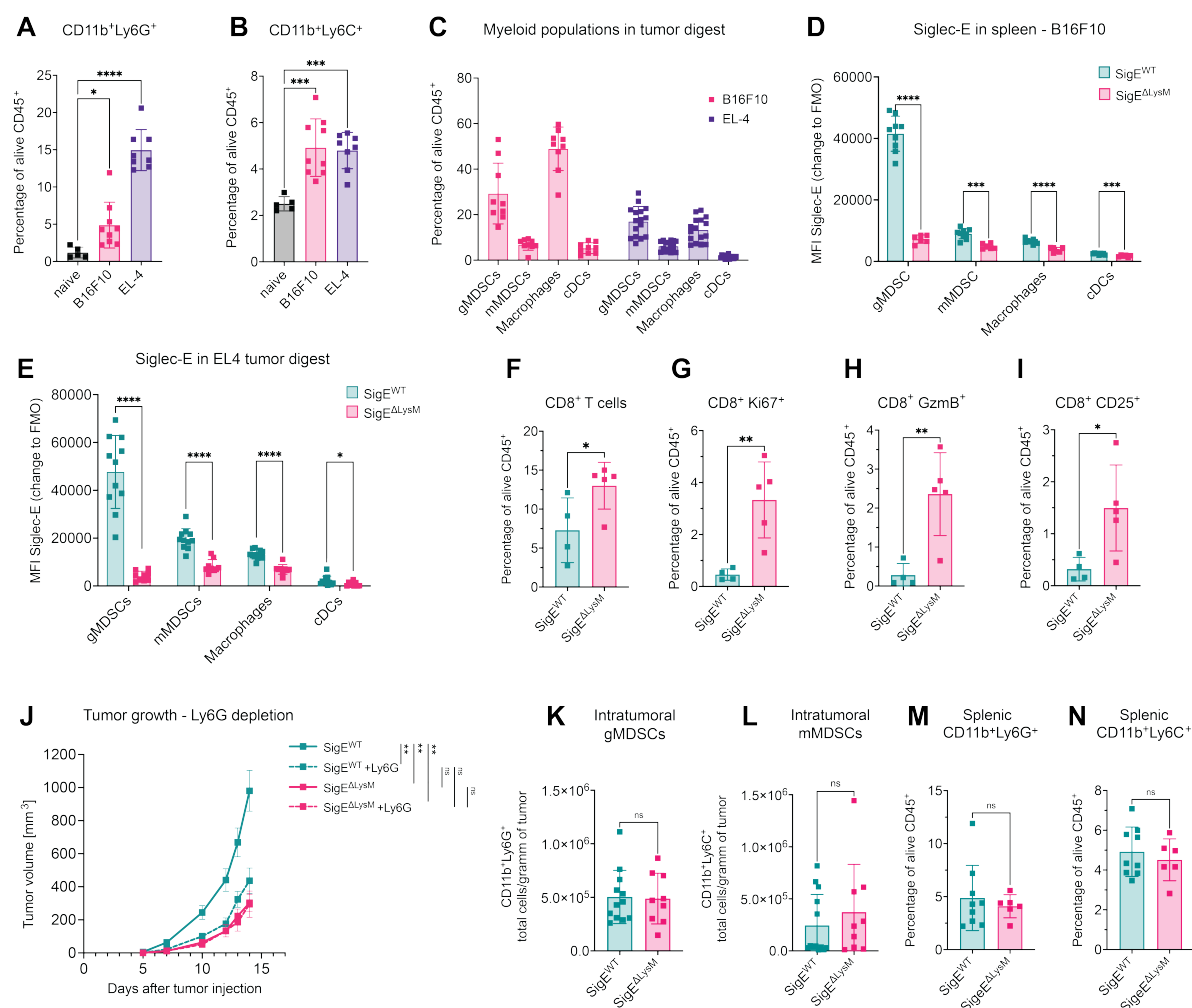 A
CD11b⁺Ly6G⁺
Percentage of alive CD45⁺
25
20
15
10
5
0
****
*
naive
B16F10
EL-4
B
CD11b+Ly6C+
Percentage of alive CD45⁺
8
6
4
2
0
***
***
naive
B16F10
EL-4
C
Myeloid populations in tumor digest
Percentage of alive CD45⁺
80
60
40
20
0
B16F10
EL-4
gMDSCs
mMDSCs
Macrophages
cDCs
gMDSCs
mMDSCs
Macrophages
cDCs
D
Siglec-E in spleen - B16F10
MFI Siglec-E (change to FMO)
60000
40000
20000
0
SigE^WT
SigE^ΔLysM
****
***
****
***
gMDSC
mMDSC
Macrophages
cDCs
E
Siglec-E in EL4 tumor digest
MFI Siglec-E (change to FMO)
80000
60000
40000
20000
0
SigE^WT
SigE^ΔLysM
****
****
****
*
gMDSCs
mMDSCs
Macrophages
cDCs
F
CD8⁺ T cells
Percentage of alive CD45⁺
20
15
10
5
0
*
SigE^WT
SigE^ΔLysM
G
CD8⁺ Ki67⁺
Percentage of alive CD45⁺
6
4
2
0
**
SigE^WT
SigE^ΔLysM
H
CD8⁺ GzmB⁺
Percentage of alive CD45⁺
4
3
2
1
0
**
SigE^WT
SigE^ΔLysM
I
CD8⁺ CD25⁺
Percentage of alive CD45⁺
3
2
1
0
*
SigE^WT
SigE^ΔLysM
J
Tumor growth - Ly6G depletion
Tumor volume [mm³]
1200
1000
800
600
400
200
0
0
5
10
15
Days after tumor injection
SigE^WT
SigE^WT +Ly6G
SigE^ΔLysM
SigE^ΔLysM +Ly6G
**
**
**
ns
ns
ns
K
Intratumoral
gMDSCs
CD11b⁺Ly6G⁺
total cells/gramm of tumor
1.5×10⁶
1.0×10⁶
5.0×10⁵
0.0
ns
SigE^WT
SigE^ΔLysM
L
Intratumoral
mMDSCs
CD11b⁺Ly6C⁺
total cells/gramm of tumor
1.5×10⁶
1.0×10⁶
5.0×10⁵
0.0
ns
SigE^WT
SigE^ΔLysM
M
Splenic
CD11b+Ly6G+
Percentage of alive CD45⁺
15
10
5
0
ns
SigE^WT
SigeE^ΔLysM
N
Splenic
CD11b⁺Ly6C⁺
Percentage of alive CD45⁺
8
6
4
2
0
ns
SigE^WT
SigeE^ΔLysM